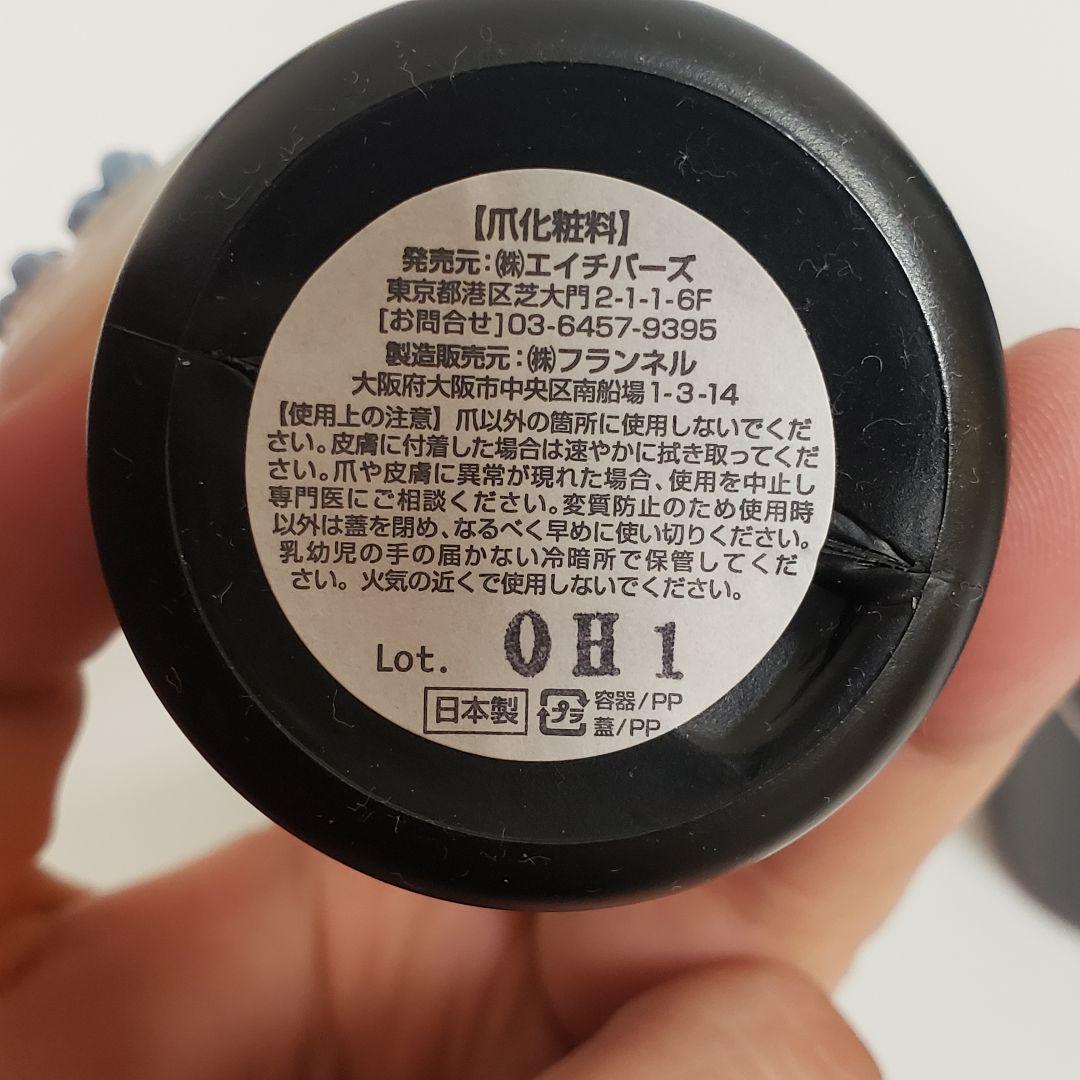 【爪化粧料】
発売元:㈱エイチバーズ
東京都港区芝大門2-1-1-6F
[お問合せ]03-6457-9395
製造販売元:㈱フランネル
大阪府大阪市中央区南船場1-3-14
【使用上の注意】爪以外の箇所に使用しないでくだ
さい。皮膚に付着した場合は速やかに拭き取ってくだ
さい。爪や皮膚に異常が現れた場合、使用を中止し
専門医にご相談ください。変質防止のため使用時
以外は蓋を閉め、なるべく早めに使い切りください。
乳幼児の手の届かない冷暗所で保管してくだ
さい。火気の近くで使用しないでください。
Lot. OH1
日本製 プラ 容器/PP
蓋/PP